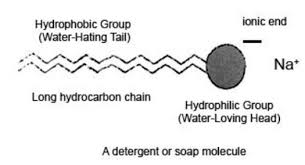 Hydrophobic Group
(Water-Hating Tail)
ionic end
Na⁺
Long hydrocarbon chain
Hydrophilic Group
(Water-Loving Head)
A detergent or soap molecule